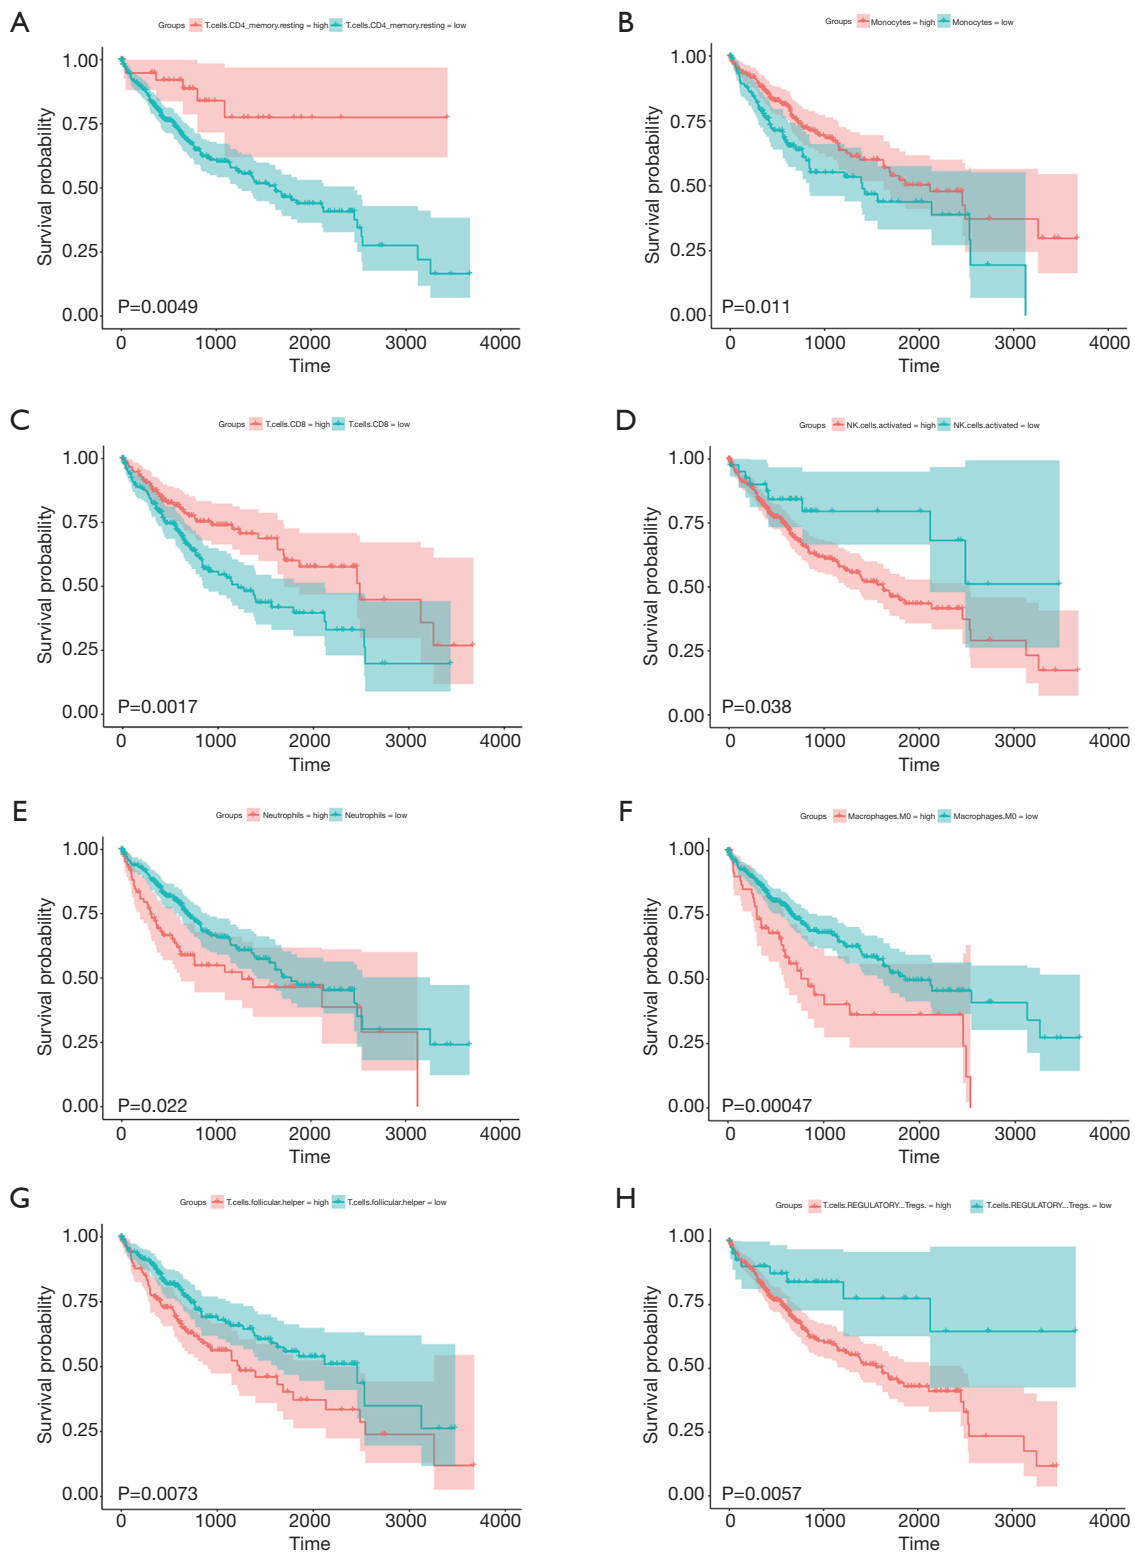 A
Groups T.cells.CD4_memory.resting = high T.cells.CD4_memory.resting = low
1.00
0.75
0.50
0.25
0.00
Survival probability
P=0.0049
0 1000 2000 3000 4000
Time
B
Groups Monocytes = high Monocytes = low
1.00
0.75
0.50
0.25
0.00
Survival probability
P=0.011
0 1000 2000 3000 4000
Time
C
Groups T.cells.CD8 = high T.cells.CD8 = low
1.00
0.75
0.50
0.25
0.00
Survival probability
P=0.0017
0 1000 2000 3000 4000
Time
D
Groups NK.cells.activated = high NK.cells.activated = low
1.00
0.75
0.50
0.25
0.00
Survival probability
P=0.038
0 1000 2000 3000 4000
Time
E
Groups Neutrophils = high Neutrophils = low
1.00
0.75
0.50
0.25
0.00
Survival probability
P=0.022
0 1000 2000 3000 4000
Time
F
Groups Macrophages.M0 = high Macrophages.M0 = low
1.00
0.75
0.50
0.25
0.00
Survival probability
P=0.00047
0 1000 2000 3000 4000
Time
G
Groups T.cells.follicular.helper = high T.cells.follicular.helper = low
1.00
0.75
0.50
0.25
0.00
Survival probability
P=0.0073
0 1000 2000 3000 4000
Time
H
Groups T.cells.REGULATORY...Tregs. = high T.cells.REGULATORY...Tregs. = low
1.00
0.75
0.50
0.25
0.00
Survival probability
P=0.0057
0 1000 2000 3000 4000
Time